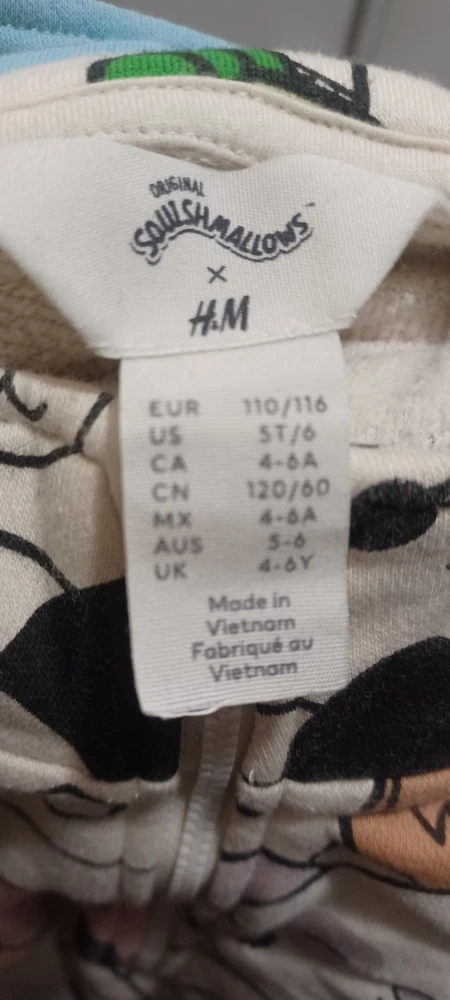 ORIGINAL
SQUISHMALLOWS™
×
H&M
EUR 110/116
US 5T/6
CA 4-6A
CN 120/60
MX 4-6A
AUS 5-6
UK 4-6Y
Made in
Vietnam
Fabriqué au
Vietnam